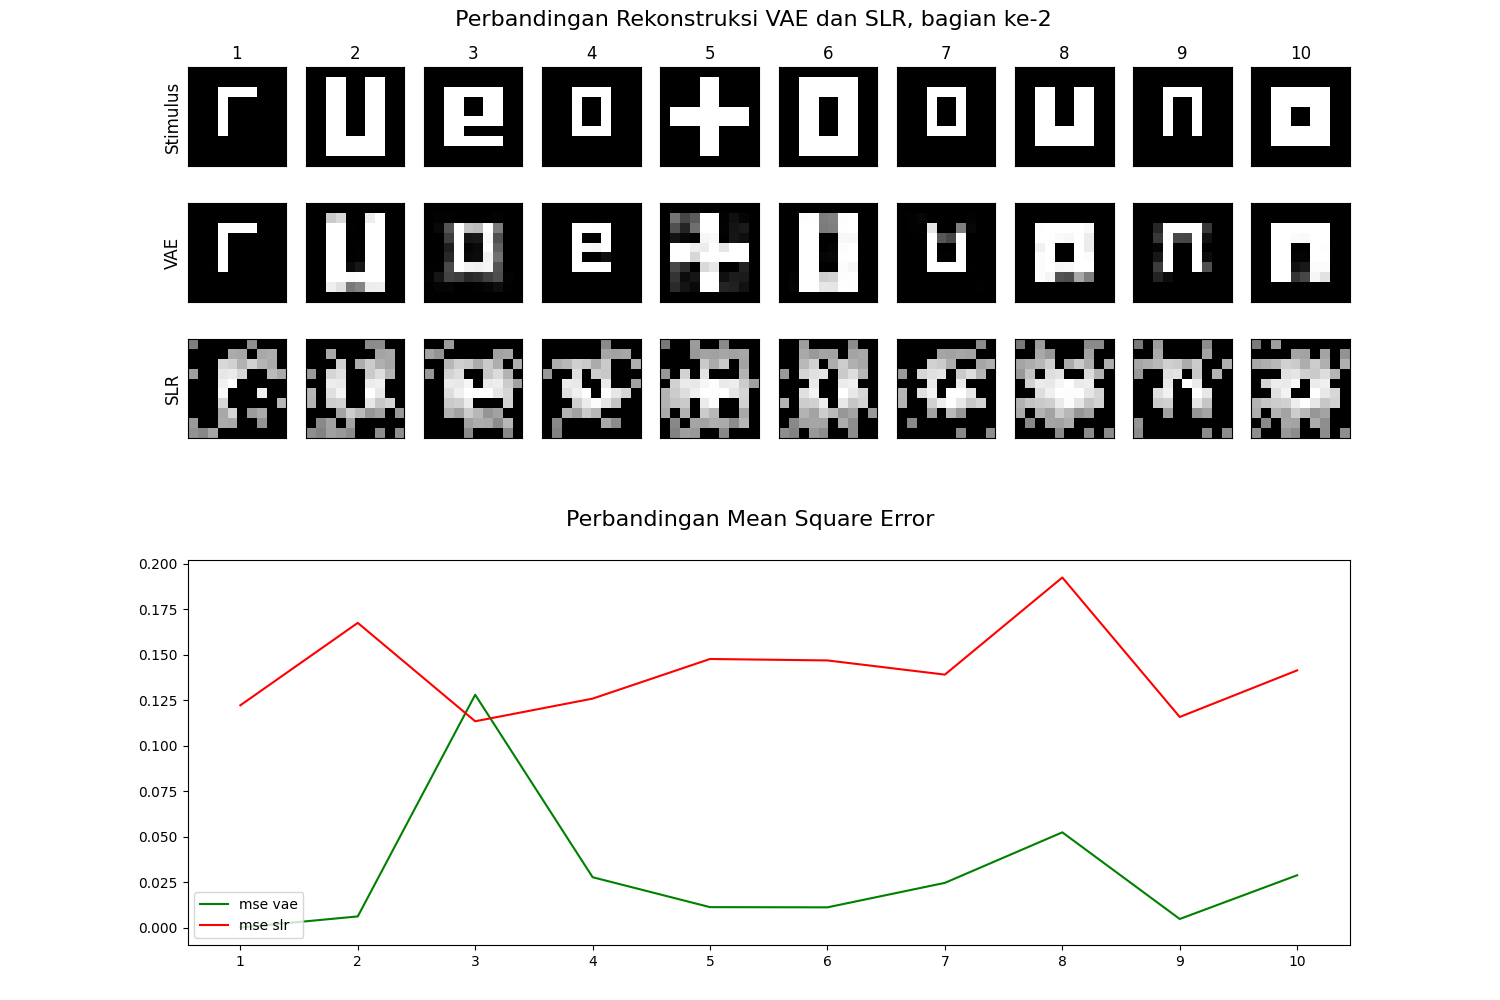 Perbandingan Rekonstruksi VAE dan SLR, bagian ke-2
1 2 3 4 5 6 7 8 9 10
Stimulus
VAE
SLR
Perbandingan Mean Square Error
0.200
0.175
0.150
0.125
0.100
0.075
0.050
0.025
0.000
mse vae
mse slr
1 2 3 4 5 6 7 8 9 10